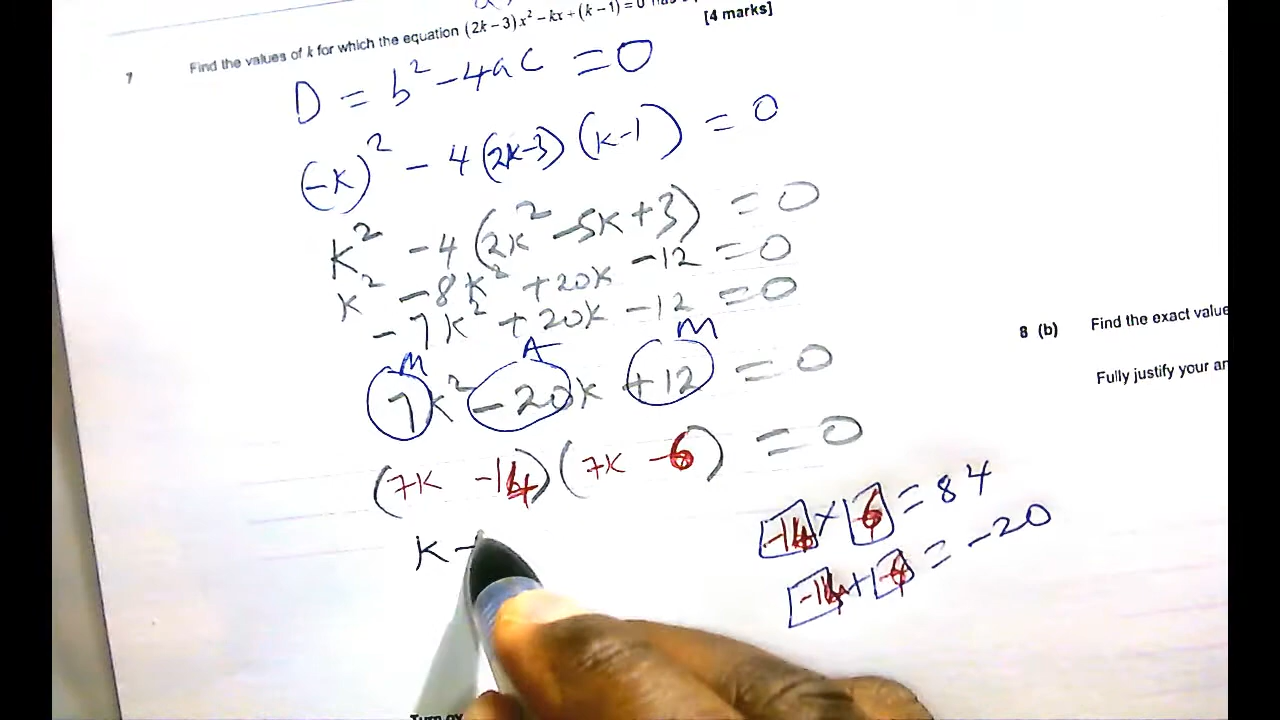 7 Find the values of k for which the equation (2k – 3) x² – kx + (k – 1) = 0
[4 marks]
D = b² - 4ac = 0
(-k)² - 4(2k-3)(k-1) = 0
k² - 4(2k² - 5k + 3) = 0
k² - 8k² + 20k - 12 = 0
- 7k² + 20k - 12 = 0
M A M
7k² - 20k + 12 = 0
(7k - 14)(7k - 6) = 0
k -
-14 × -6 = 84
-14 + -6 = -20
8 (b) Find the exact value
Fully justify your